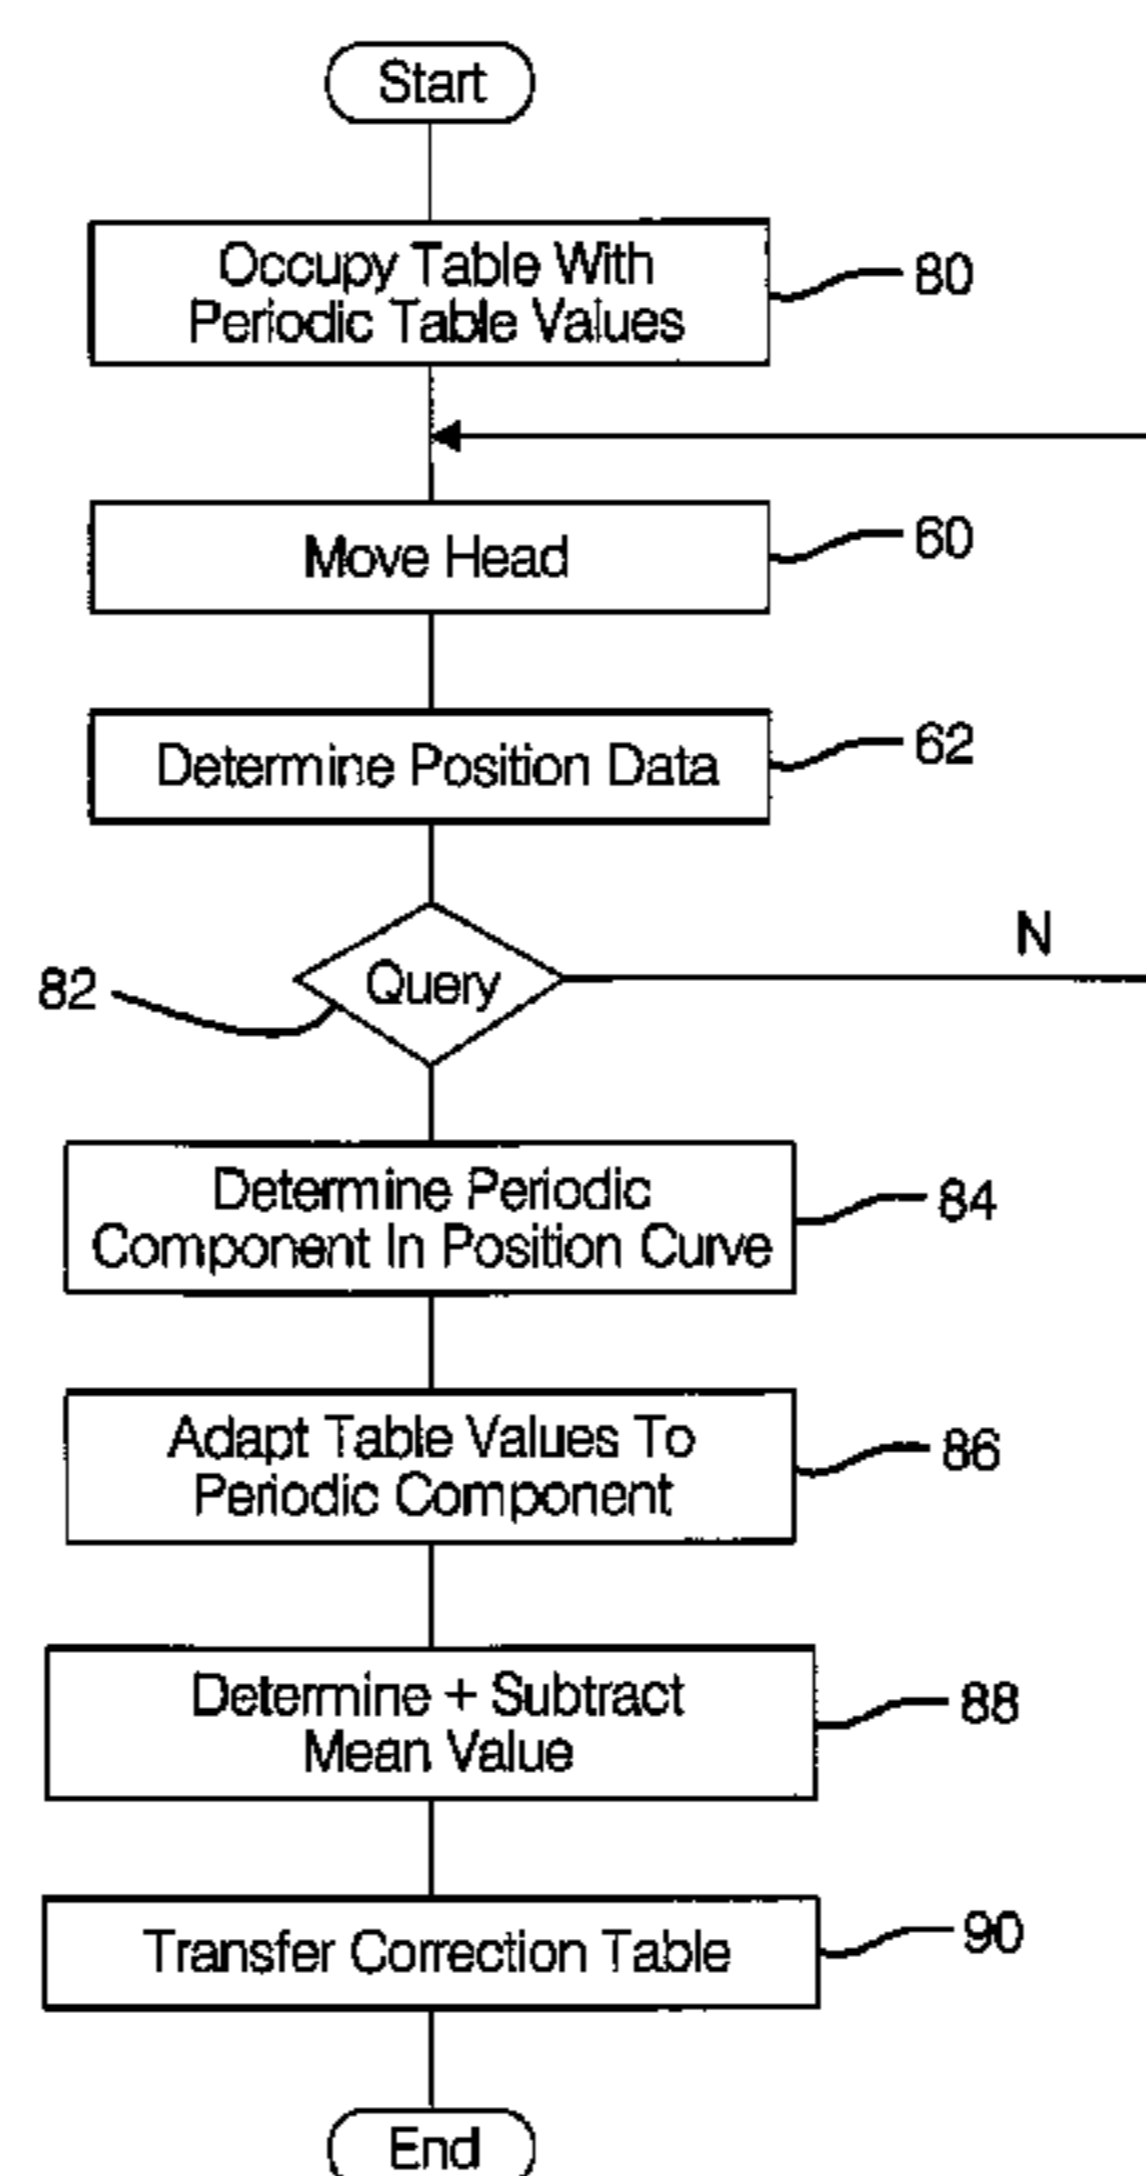 Start
Occupy Table With
Periodic Table Values
80
Move Head
60
Determine Position Data
62
N
Query
82
Determine Periodic
Component In Position Curve
84
Adapt Table Values To
Periodic Component
86
Determine + Subtract
Mean Value
88
Transfer Correction Table
90
End